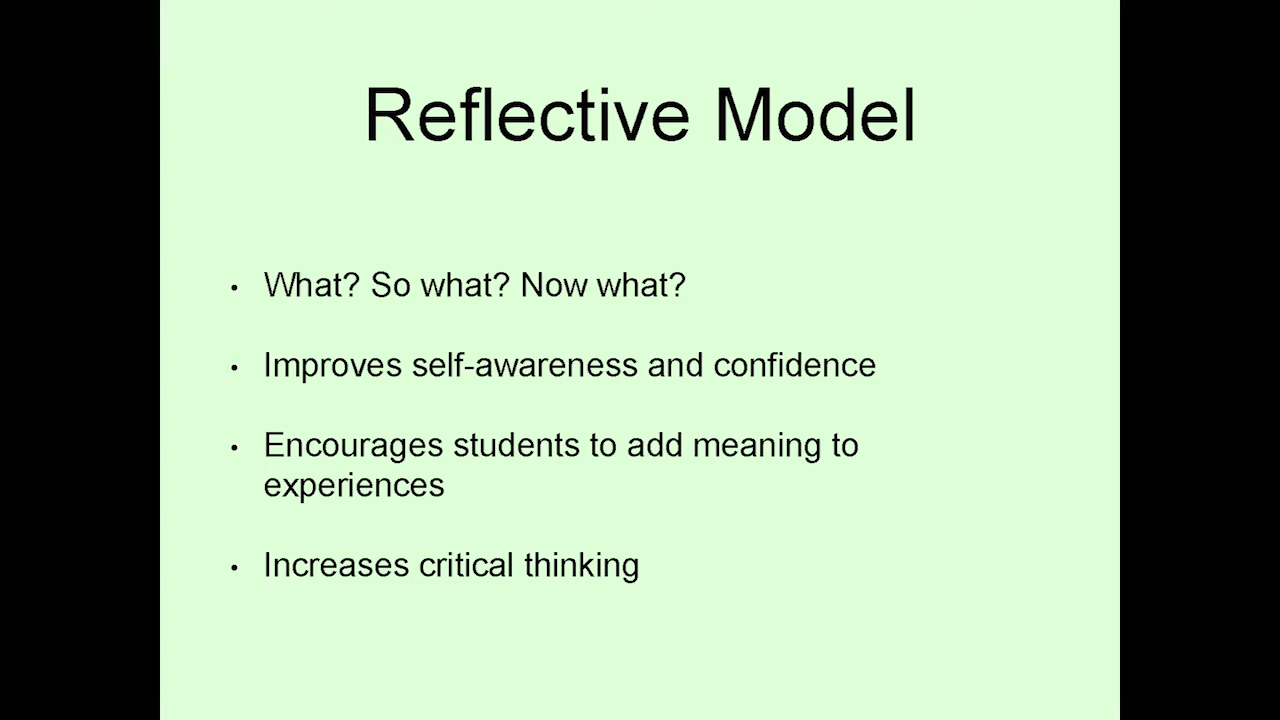 Reflective Model
• What? So what? Now what?
• Improves self-awareness and confidence
• Encourages students to add meaning to
experiences
• Increases critical thinking